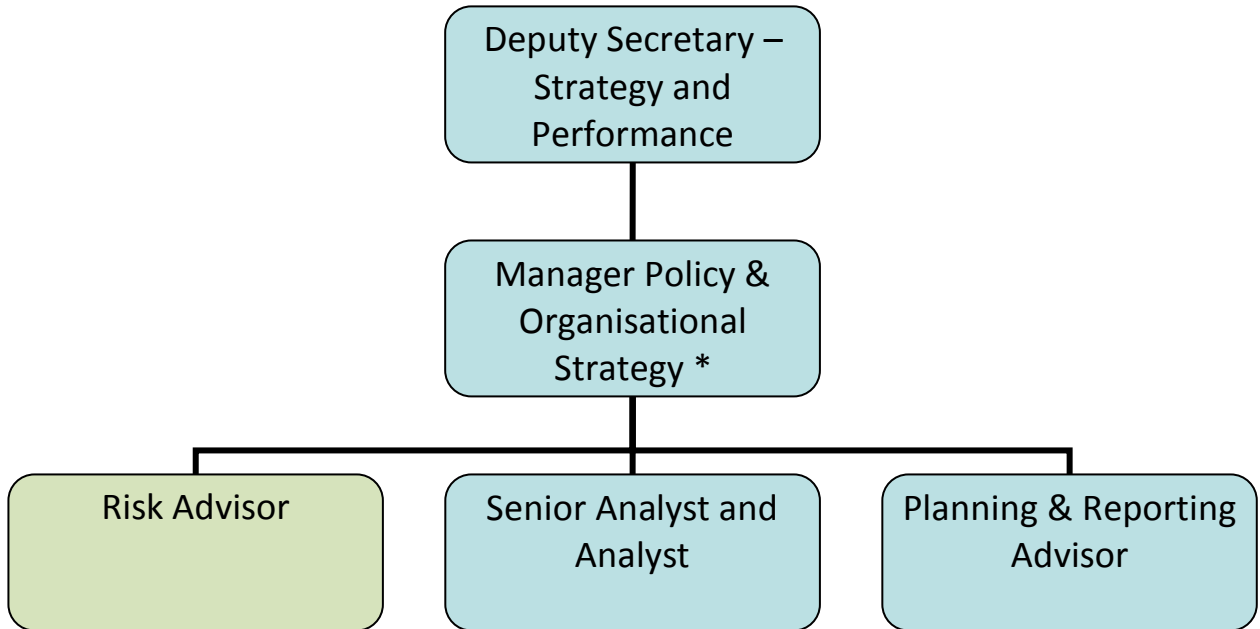 Deputy Secretary –
Strategy and
Performance
Manager Policy &
Organisational
Strategy *
Risk Advisor
Senior Analyst and
Analyst
Planning & Reporting
Advisor